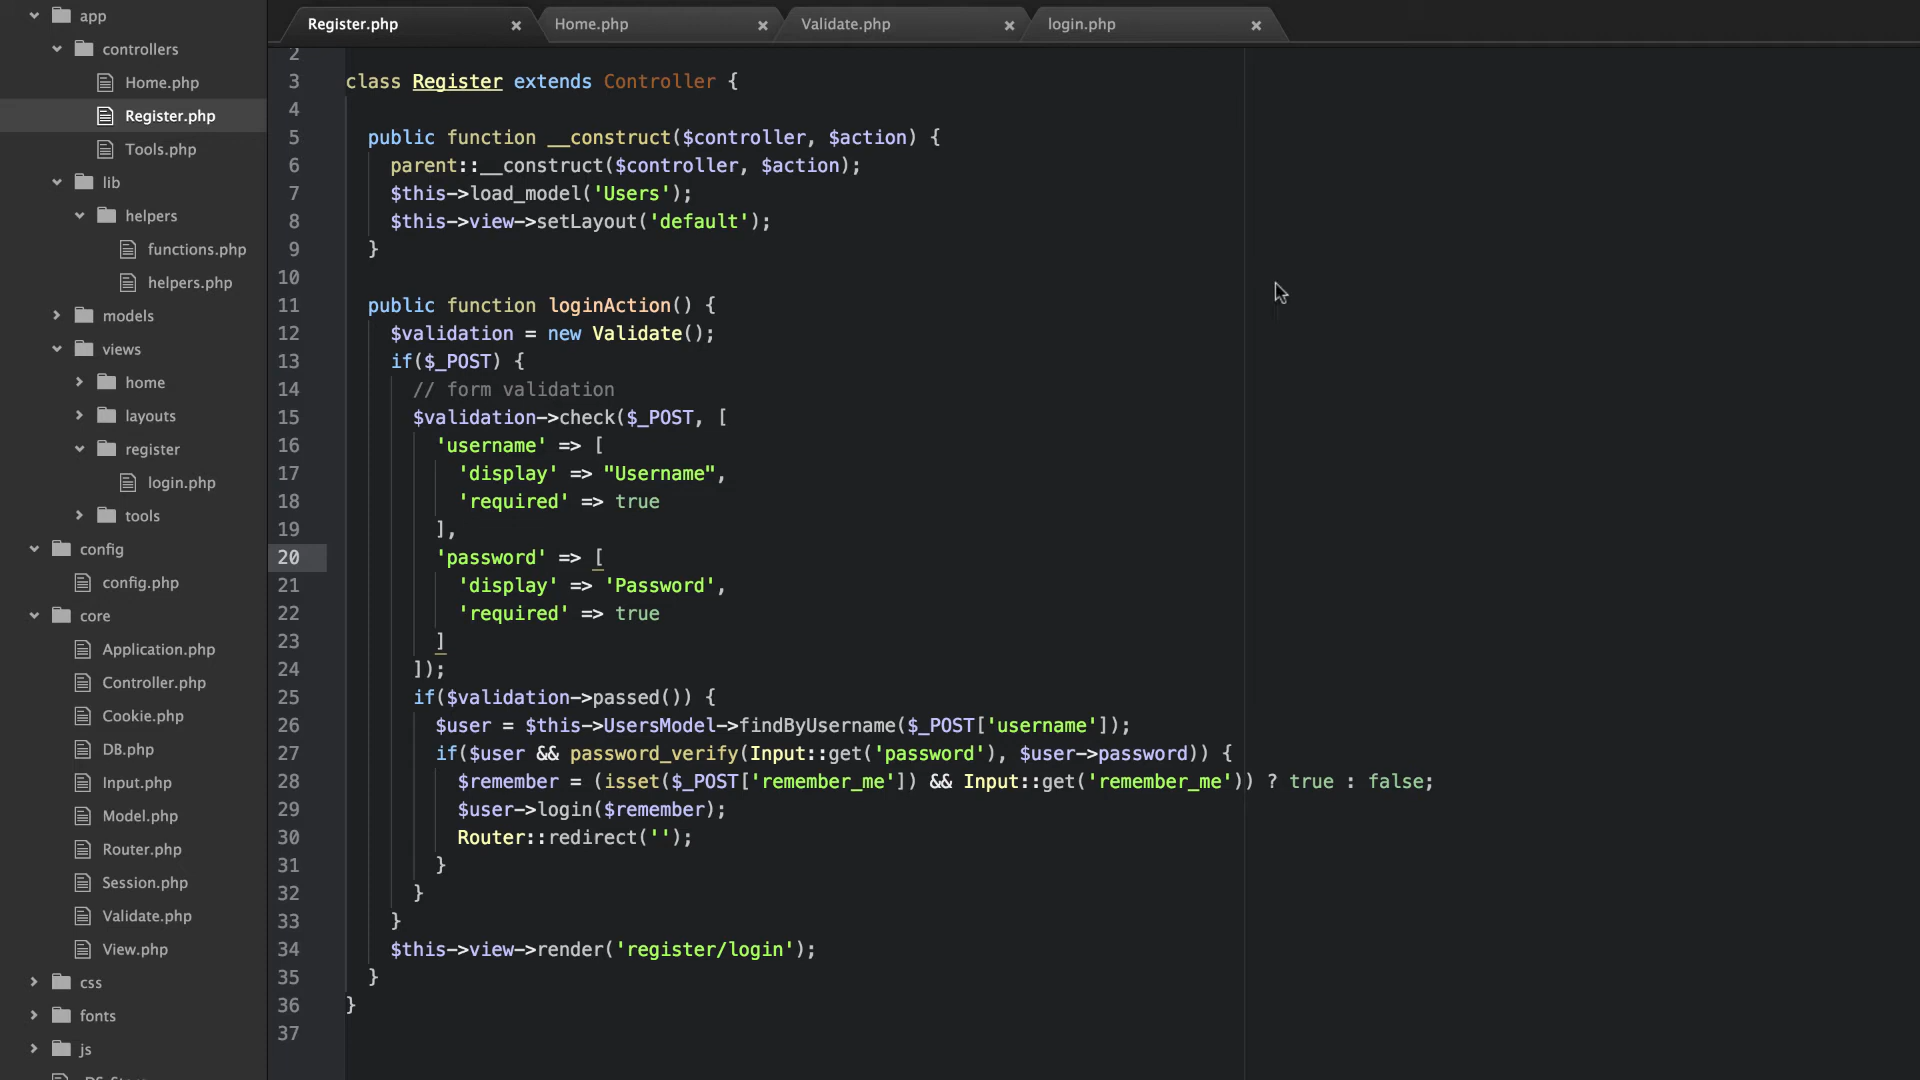 app
controllers
Home.php
Register.php
Tools.php
lib
helpers
functions.php
helpers.php
models
views
home
layouts
register
login.php
tools
config
config.php
core
Application.php
Controller.php
Cookie.php
DB.php
Input.php
Model.php
Router.php
Session.php
Validate.php
View.php
css
fonts
js
Register.php × Home.php × Validate.php × login.php ×
2
3 class Register extends Controller {
4
5 public function __construct($controller, $action) {
6 parent::__construct($controller, $action);
7 $this->load_model('Users');
8 $this->view->setLayout('default');
9 }
10
11 public function loginAction() {
12 $validation = new Validate();
13 if($_POST) {
14 // form validation
15 $validation->check($_POST, [
16 'username' => [
17 'display' => "Username",
18 'required' => true
19 ],
20 'password' => [
21 'display' => 'Password',
22 'required' => true
23 ]
24 ]);
25 if($validation->passed()) {
26 $user = $this->UsersModel->findByUsername($_POST['username']);
27 if($user && password_verify(Input::get('password'), $user->password)) {
28 $remember = (isset($_POST['remember_me']) && Input::get('remember_me')) ? true : false;
29 $user->login($remember);
30 Router::redirect('');
31 }
32 }
33 }
34 $this->view->render('register/login');
35 }
36 }
37